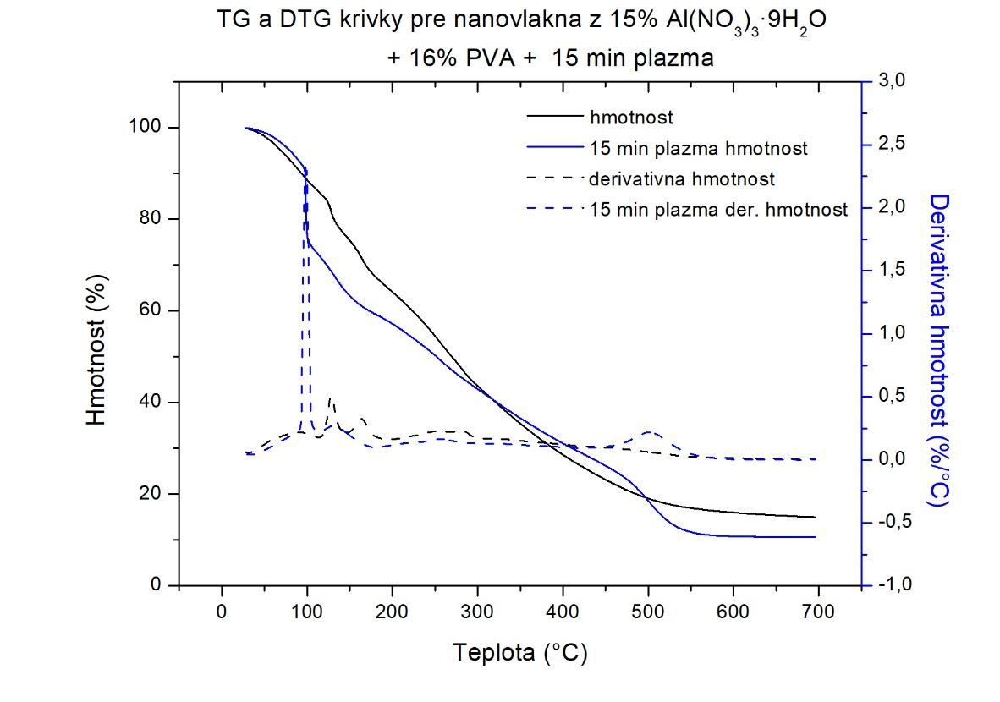 TG a DTG krivky pre nanovlakna z 15% Al(NO₃)₃·9H₂O
+ 16% PVA + 15 min plazma
hmotnost
15 min plazma hmotnost
derivativna hmotnost
15 min plazma der. hmotnost
Hmotnost (%)
100
80
60
40
20
0
3,0
2,5
2,0
1,5
1,0
0,5
0,0
-0,5
-1,0
Derivativna hmotnost (%/°C)
0 100 200 300 400 500 600 700
Teplota (°C)